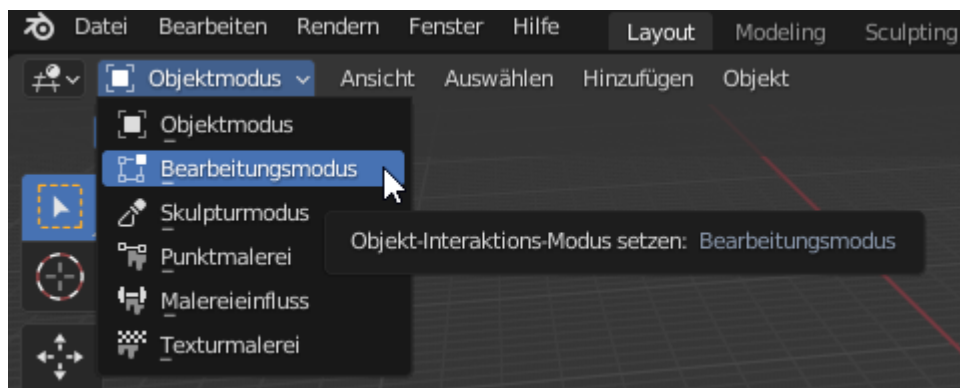 Datei Bearbeiten Rendern Fenster Hilfe Layout Modeling Sculpting
Objektmodus Ansicht Auswählen Hinzufügen Objekt
Objektmodus
Bearbeitungsmodus
Skulpturmodus
Objekt-Interaktions-Modus setzen: Bearbeitungsmodus
Punktmalerei
Malereieinfluss
Texturmalerei